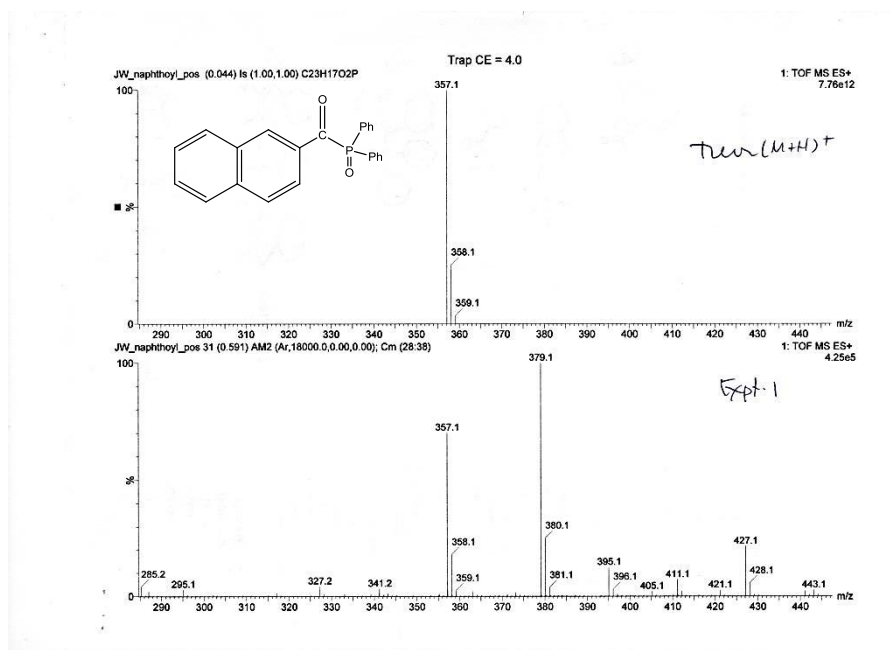 Trap CE = 4.0
JW_naphthoyl_pos (0.044) Is (1.00,1.00) C23H17O2P
1: TOF MS ES+
7.76e12
100
357.1
O
C
Ph
P
Ph
O
(M+H)+
%
358.1
359.1
0
290 300 310 320 330 340 350 360 370 380 390 400 410 420 430 440 m/z
JW_naphthoyl_pos 31 (0.591) AM2 (Ar,18000.0,0.00,0.00); Cm (28:38)
1: TOF MS ES+
4.25e5
100
379.1
Expt. 1
357.1
%
380.1
358.1
427.1
395.1
285.2
295.1
327.2
341.2
359.1
381.1
396.1
405.1
411.1
421.1
428.1
443.1
0
290 300 310 320 330 340 350 360 370 380 390 400 410 420 430 440 m/z